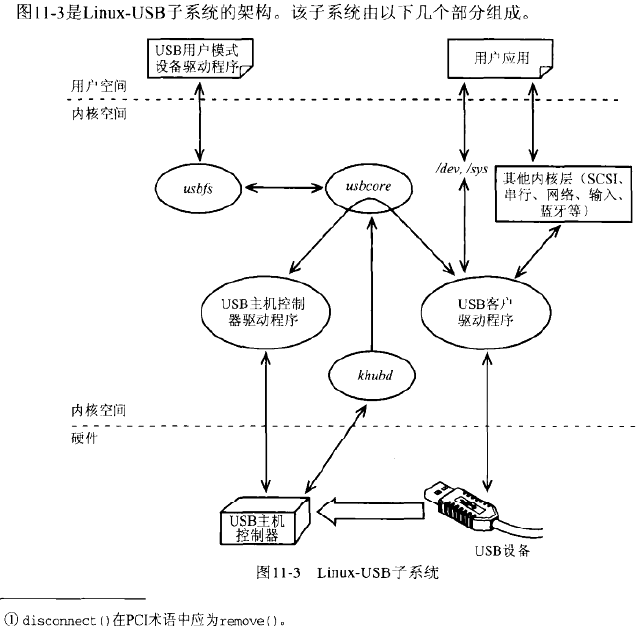 图11-3是Linux-USB子系统的架构。该子系统由以下几个部分组成。
USB用户模式
设备驱动程序
用户应用
用户空间
内核空间
usbfs
usbcore
/dev, /sys
其他内核层（SCSI、
串行、网络、输入、
蓝牙等）
USB主机控制
器驱动程序
USB客户
驱动程序
khubd
内核空间
硬件
USB主机
控制器
USB设备
图11-3 Linux-USB子系统
① disconnect()在PCI术语中应为remove()。